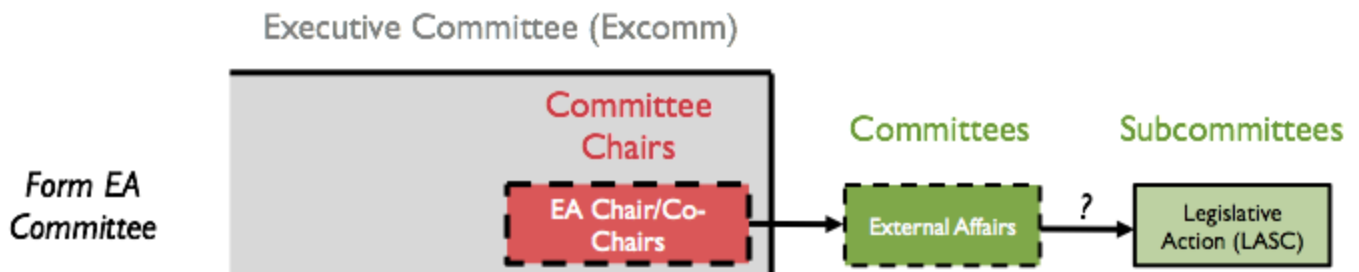 Executive Committee (Excomm)
Committee
Chairs
Committees
Subcommittees
Form EA
Committee
EA Chair/Co-
Chairs
External Affairs
?
Legislative
Action (LASC)